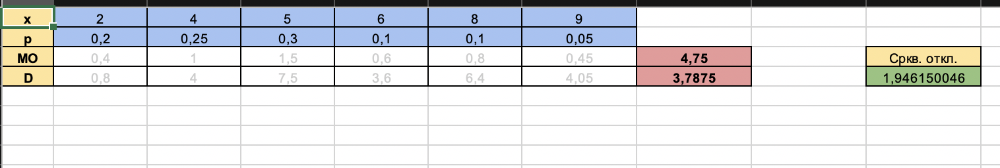 x 2 4 5 6 8 9
p 0,2 0,25 0,3 0,1 0,1 0,05
МО 0,4 1 1,5 0,6 0,8 0,45 4,75 Сркв. откл.
D 0,8 4 7,5 3,6 6,4 4,05 3,7875 1,946150046